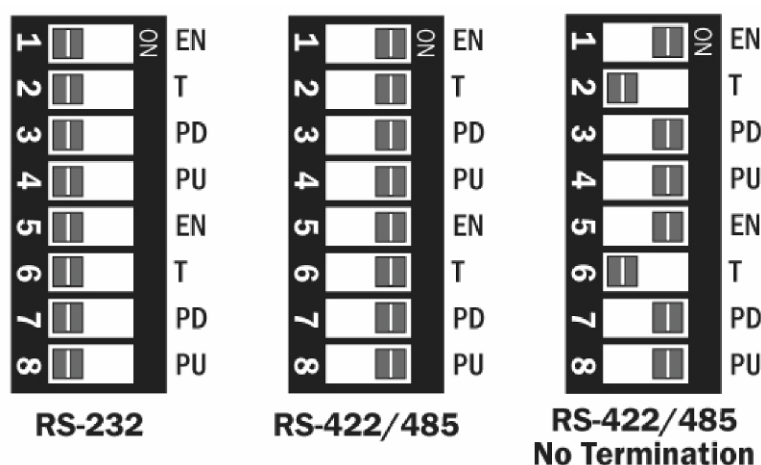 1 ON EN
2 T
3 PD
4 PU
5 EN
6 T
7 PD
8 PU
RS-232
1 ON EN
2 T
3 PD
4 PU
5 EN
6 T
7 PD
8 PU
RS-422/485
1 ON EN
2 T
3 PD
4 PU
5 EN
6 T
7 PD
8 PU
RS-422/485
No Termination